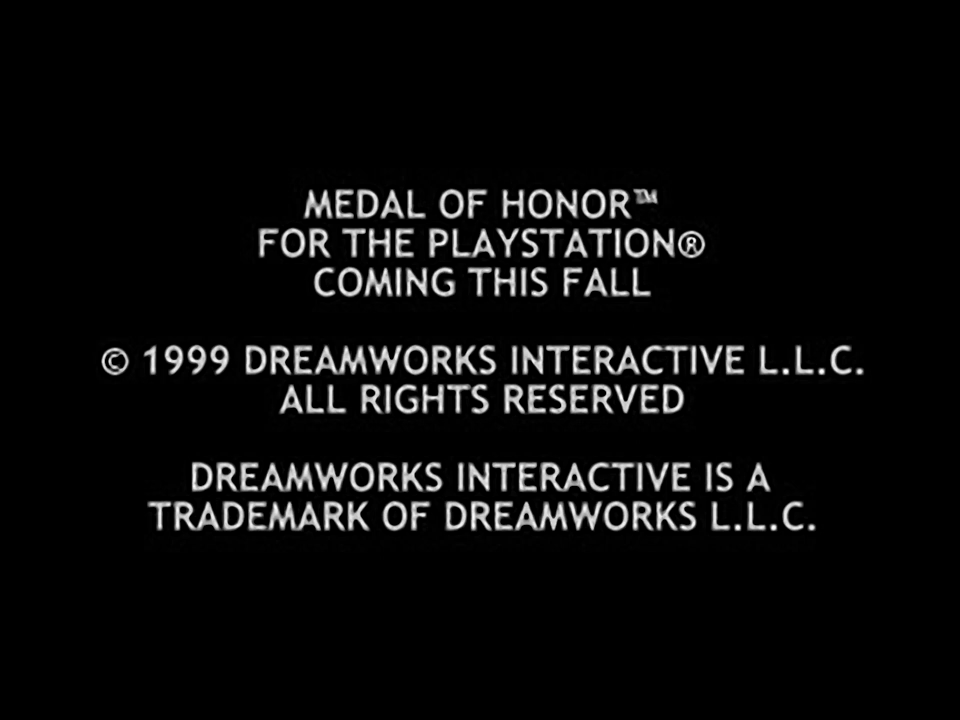 MEDAL OF HONOR™
FOR THE PLAYSTATION®
COMING THIS FALL
© 1999 DREAMWORKS INTERACTIVE L.L.C.
ALL RIGHTS RESERVED
DREAMWORKS INTERACTIVE IS A
TRADEMARK OF DREAMWORKS L.L.C.